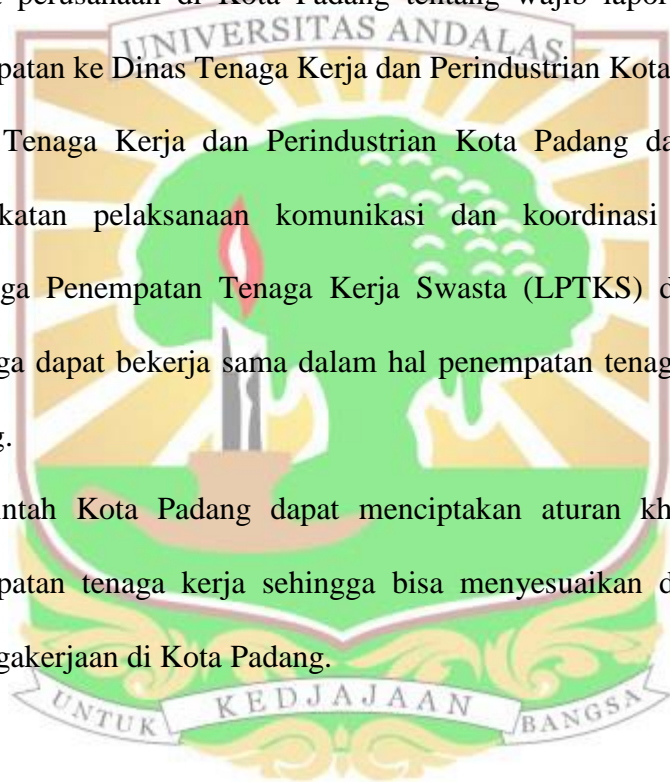 perusanaan di Kota Padang tentang wajib lapor
UNIVERSITAS ANDALAS
patan ke Dinas Tenaga Kerja dan Perindustrian Kota
Tenaga Kerja dan Perindustrian Kota Padang da
katan pelaksanaan komunikasi dan koordinasi
ga Penempatan Tenaga Kerja Swasta (LPTKS) d
ga dapat bekerja sama dalam hal penempatan tenag
g.
ntah Kota Padang dapat menciptakan aturan kh
patan tenaga kerja sehingga bisa menyesuaikan d
gakerjaan di Kota Padang.
UNTUK KEDJAJAAN BANGSA